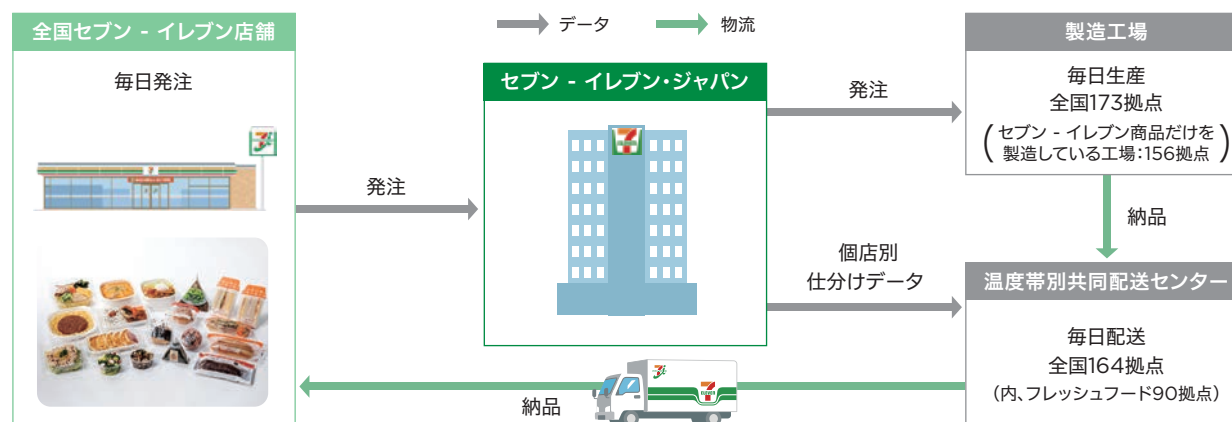 全国セブン - イレブン店舗
毎日発注
データ
物流
発注
セブン - イレブン・ジャパン
発注
個店別
仕分けデータ
製造工場
毎日生産
全国173拠点
(セブン - イレブン商品だけを
製造している工場:156拠点)
納品
温度帯別共同配送センター
毎日配送
全国164拠点
(内、フレッシュフード90拠点)
納品